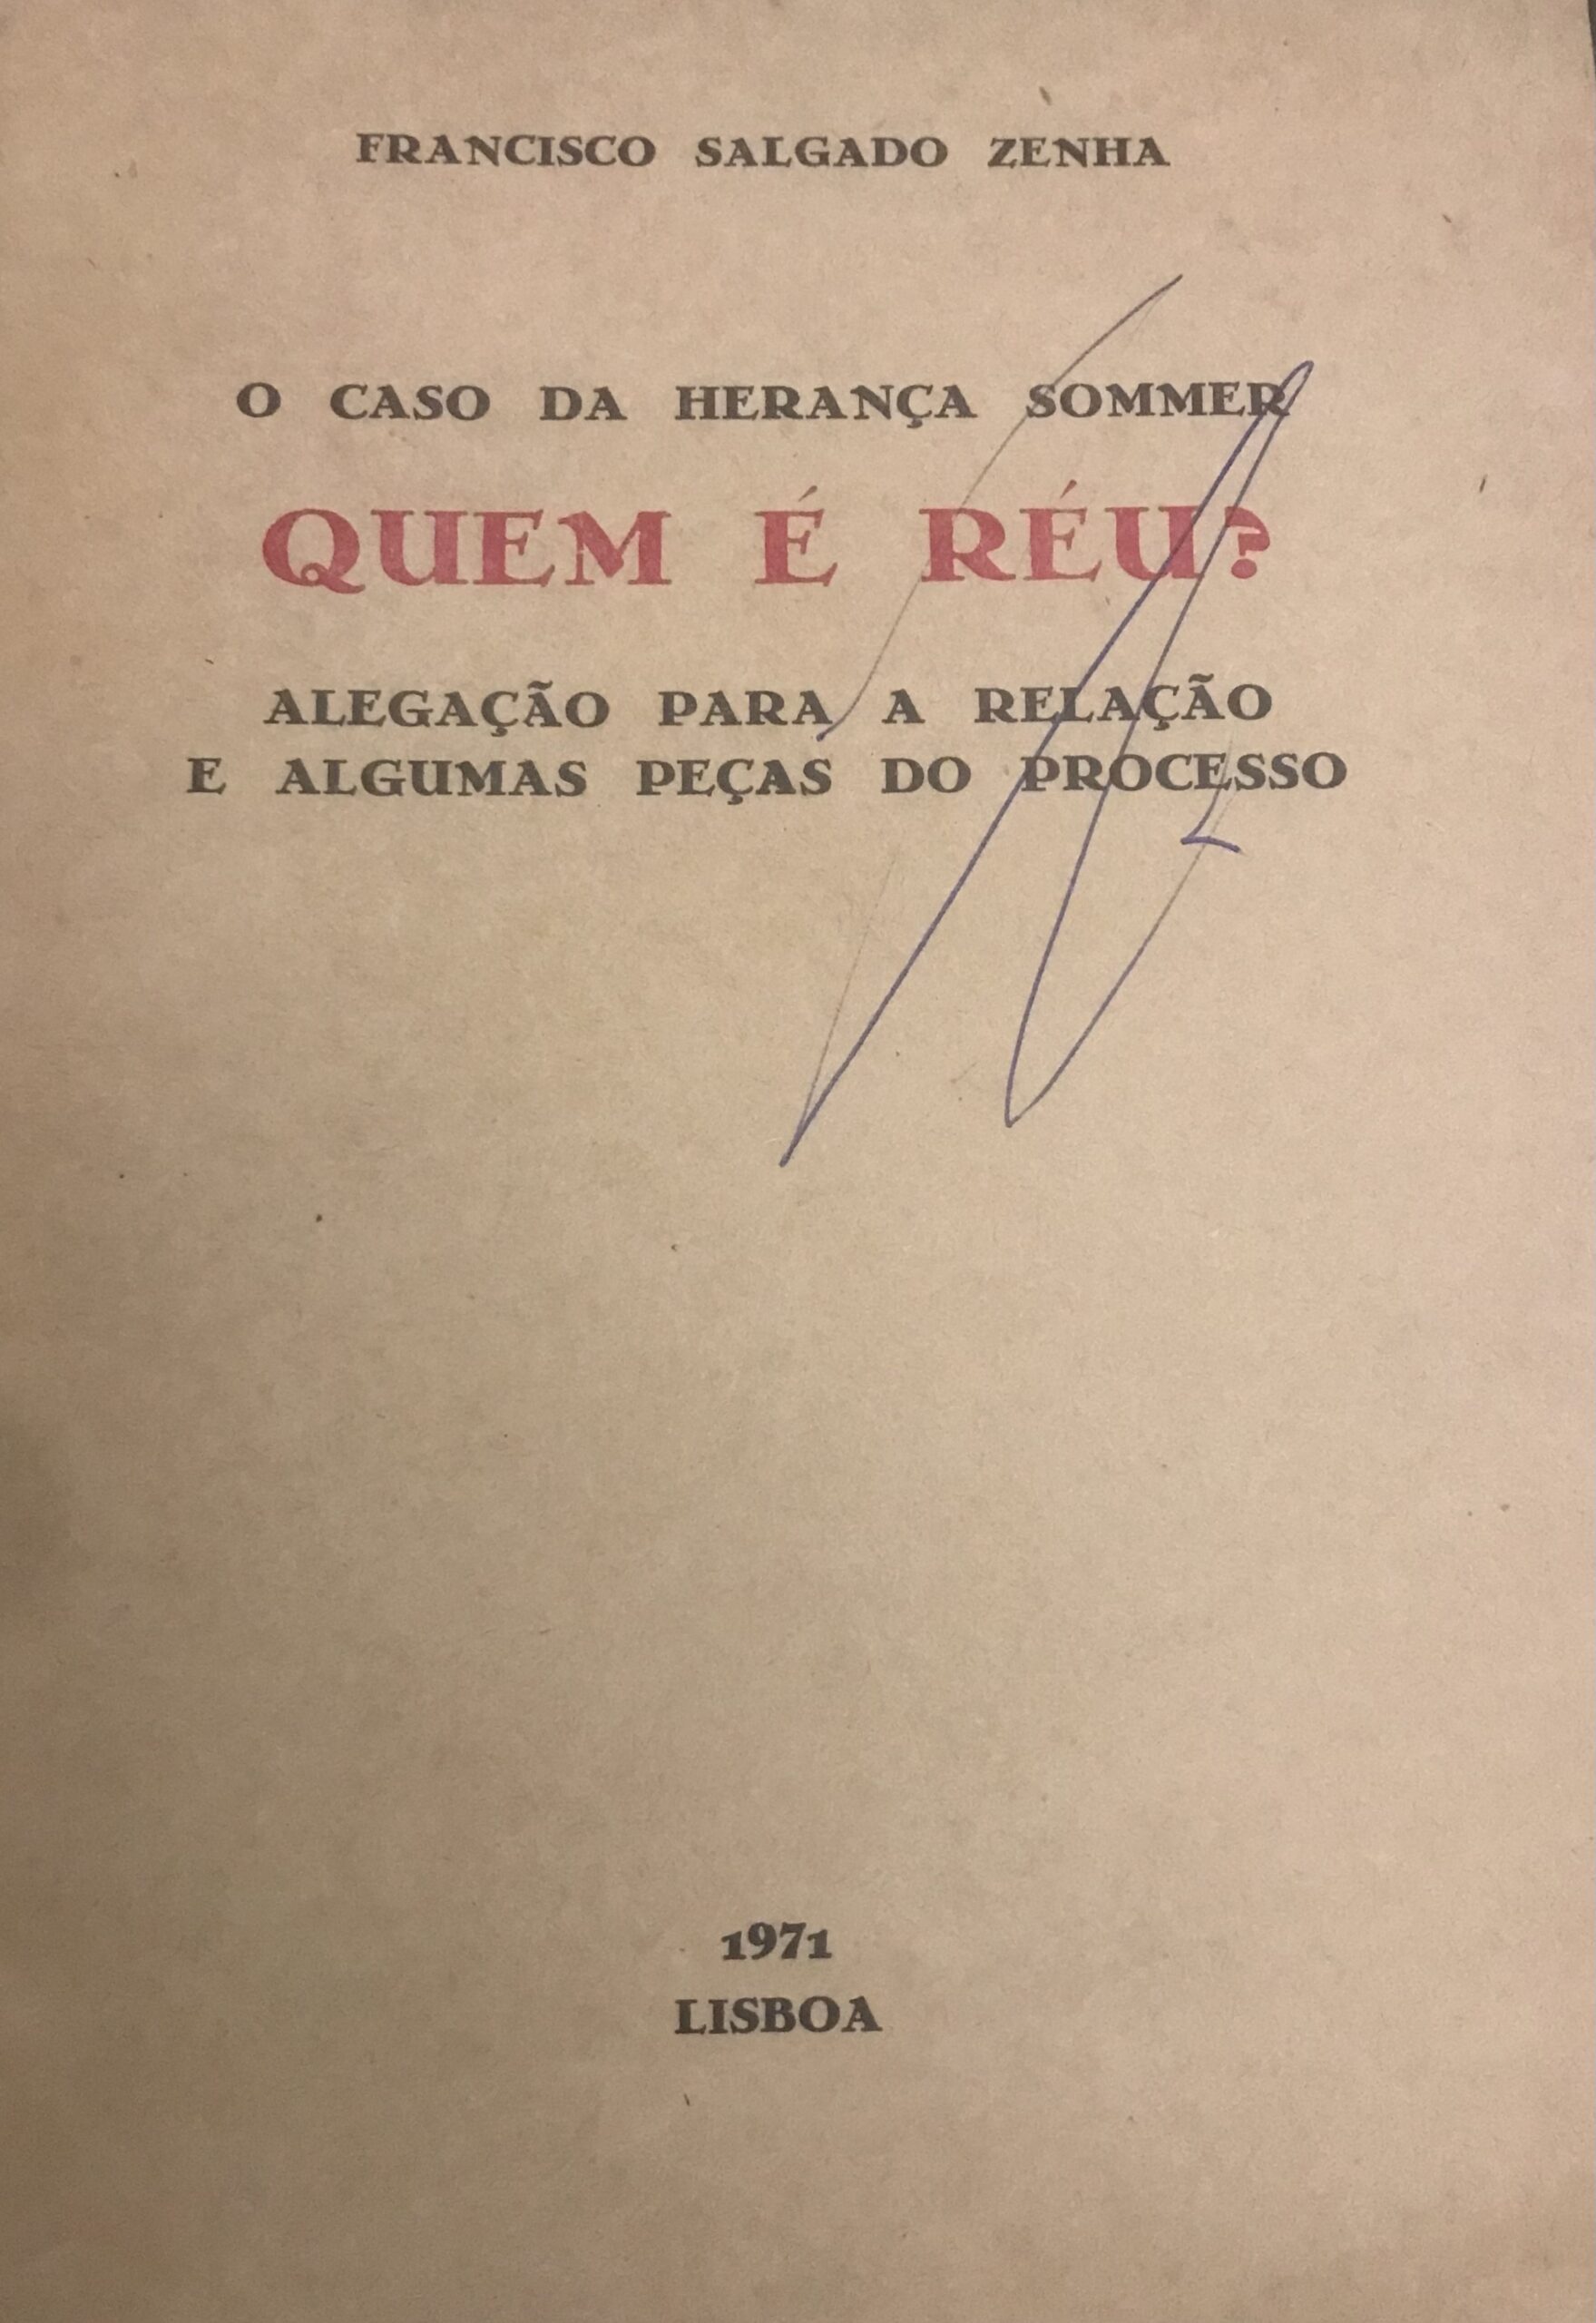 FRANCISCO SALGADO ZENHA
O CASO DA HERANÇA SOMMER
QUEM É RÉU?
ALEGAÇÃO PARA A RELAÇÃO
E ALGUMAS PEÇAS DO PROCESSO
1971
LISBOA